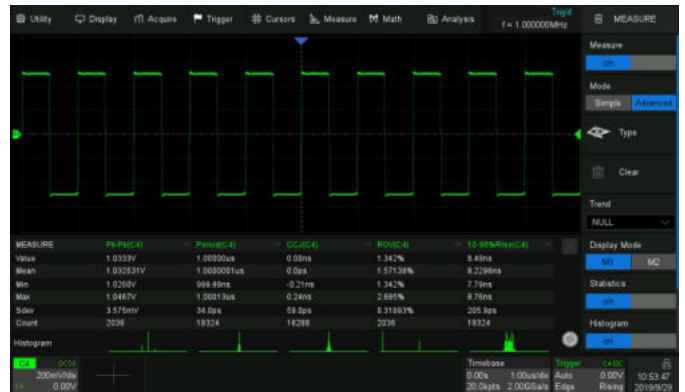 Utility Display Acquire Trigger Cursors Measure Math Analysis
Trig'd
f = 1.000000MHz
MEASURE
Measure
on
Mode
Simple Advanced
Type
Clear
Trend
NULL
Display Mode
M1 M2
Statistics
on
Histogram
on
MEASURE Pk-Pk(C4) Period(C4) CCJ(C4) ROV(C4) 10-90%Rise(C4)
Value 1.0333V 1.00000us 0.00ns 1.342% 8.48ns
Mean 1.032531V 1.0000001us 0.0ps 1.57138% 8.2296ns
Min 1.0200V 999.89ns -0.21ns 1.342% 7.79ns
Max 1.0467V 1.00013us 0.24ns 2.685% 8.76ns
Sdev 3.575mV 34.0ps 59.0ps 0.31893% 205.9ps
Count 2036 18324 16288 2036 18324
Histogram
C4 DC50
200mV/div
1X 0.00V
Timebase
0.00s 1.00us/div
20.0kpts 2.00GSa/s
Trigger C4 DC
Auto 0.00V
Edge Rising
10:53:47
2019/9/29